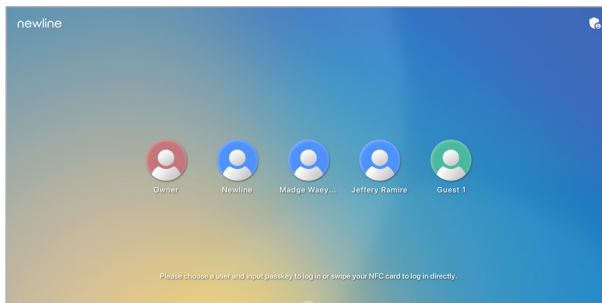 newline
Owner
Newline
Madge Waey...
Jeffery Ramire
Guest 1
Please choose a user and input passkey to log in or swipe your NFC card to log in directly.